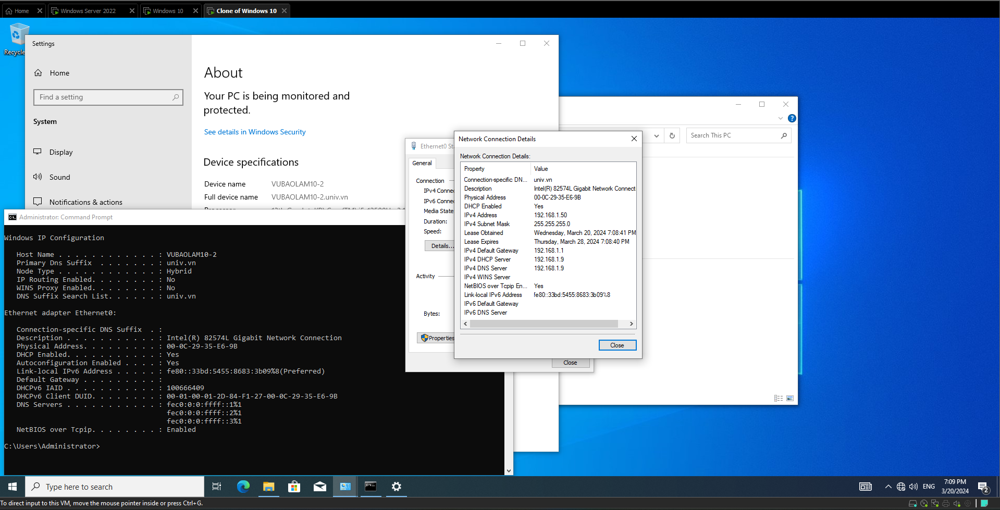 Home
Windows Server 2022
Windows 10
Clone of Windows 10
Recycle
Settings
Home
Find a setting
System
Display
Sound
Notifications & actions
About
Your PC is being monitored and
protected.
See details in Windows Security
Device specifications
Device name VUBAOLAM10-2
Full device name VUBAOLAM10-2.univ.vn
Search This PC
Ethernet0 St
General
Connection
IPv4 Conne
IPv6 Conne
Media State
Duration:
Speed:
Details...
Activity
Bytes:
Properties
Close
Network Connection Details
Network Connection Details:
Property Value
Connection-specific DN... univ.vn
Description Intel(R) 82574L Gigabit Network Connect
Physical Address 00-0C-29-35-E6-9B
DHCP Enabled Yes
IPv4 Address 192.168.1.50
IPv4 Subnet Mask 255.255.255.0
Lease Obtained Wednesday, March 20, 2024 7:08:41 PM
Lease Expires Thursday, March 28, 2024 7:08:40 PM
IPv4 Default Gateway 192.168.1.1
IPv4 DHCP Server 192.168.1.9
IPv4 DNS Server 192.168.1.9
IPv4 WINS Server
NetBIOS over Tcpip En... Yes
Link-local IPv6 Address fe80::33bd:5455:8683:3b09%8
IPv6 Default Gateway
IPv6 DNS Server
Close
Administrator: Command Prompt
Windows IP Configuration
Host Name . . . . . . . . . . . . : VUBAOLAM10-2
Primary Dns Suffix  . . . . . . . : univ.vn
Node Type . . . . . . . . . . . . : Hybrid
IP Routing Enabled. . . . . . . . : No
WINS Proxy Enabled. . . . . . . . : No
DNS Suffix Search List. . . . . . : univ.vn
Ethernet adapter Ethernet0:
Connection-specific DNS Suffix  . :
Description . . . . . . . . . . . : Intel(R) 82574L Gigabit Network Connection
Physical Address. . . . . . . . . : 00-0C-29-35-E6-9B
DHCP Enabled. . . . . . . . . . . : Yes
Autoconfiguration Enabled . . . . : Yes
Link-local IPv6 Address . . . . . : fe80::33bd:5455:8683:3b09%8(Preferred)
Default Gateway . . . . . . . . . :
DHCPv6 IAID . . . . . . . . . . . : 100666409
DHCPv6 Client DUID. . . . . . . . : 00-01-00-01-2D-84-F1-27-00-0C-29-35-E6-9B
DNS Servers . . . . . . . . . . . : fec0:0:0:ffff::1%1
fec0:0:0:ffff::2%1
fec0:0:0:ffff::3%1
NetBIOS over Tcpip. . . . . . . . : Enabled
C:\Users\Administrator>
Type here to search
ENG
7:09 PM
3/20/2024
2
To direct input to this VM, move the mouse pointer inside or press Ctrl+G.